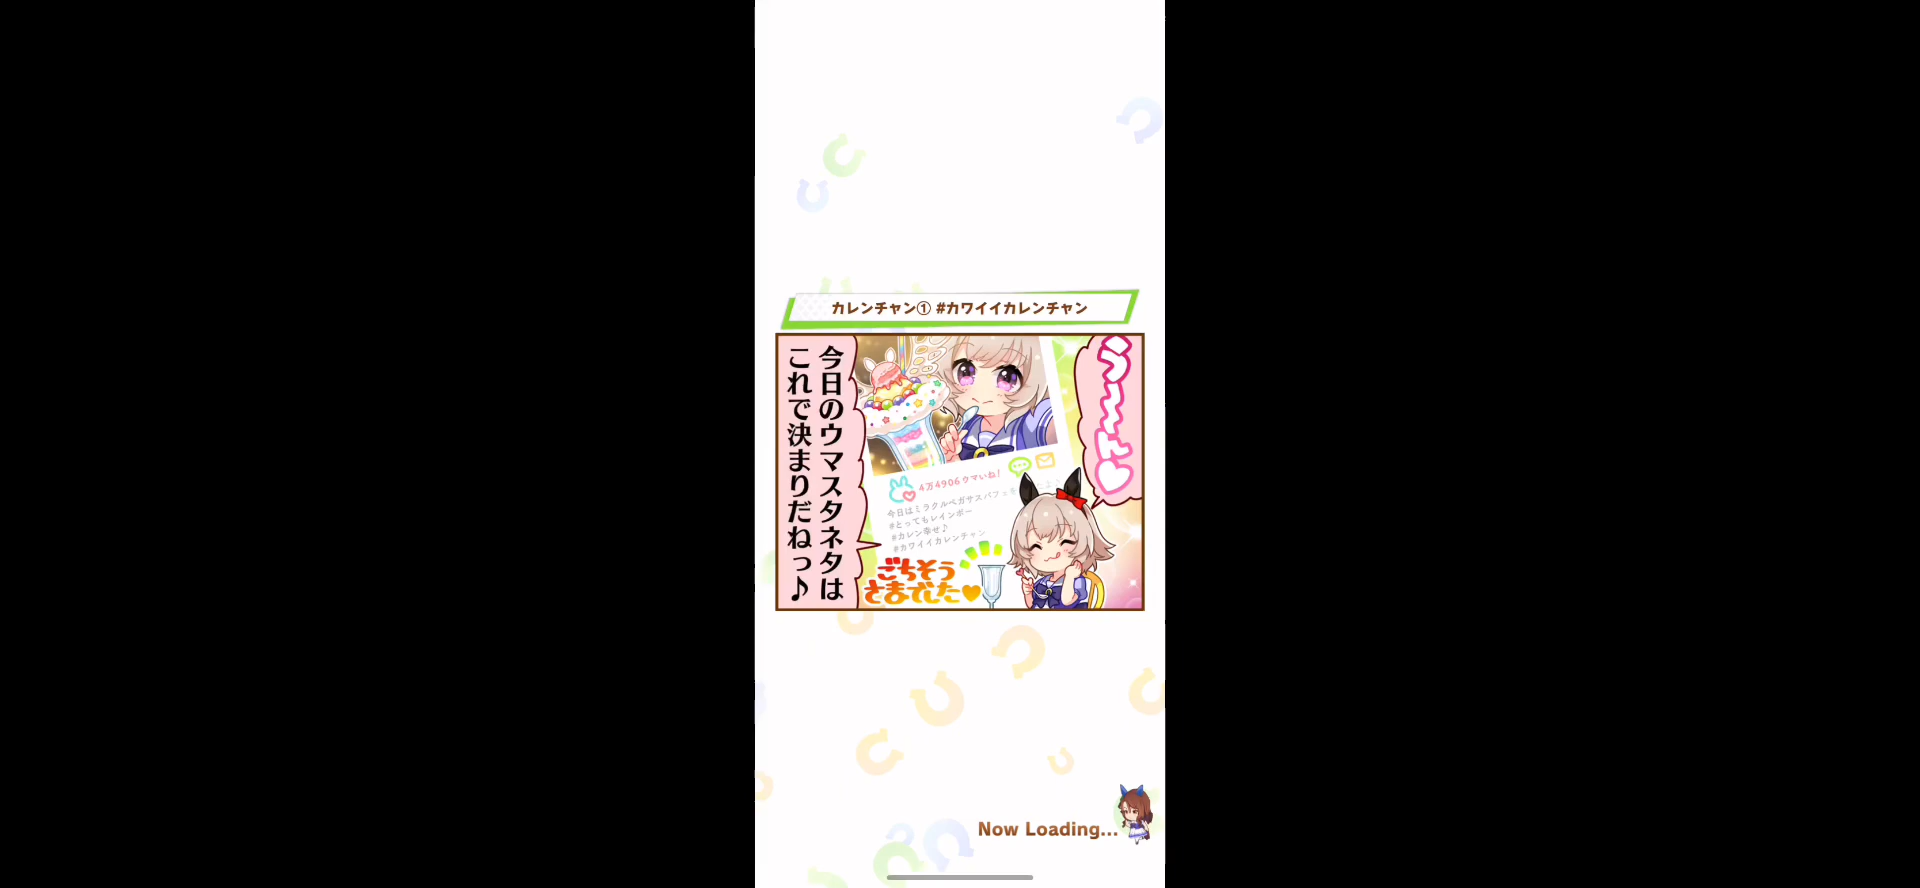 カレンチャン① #カワイイカレンチャン
う～～ん♡
今日のウマスタネタは
これで決まりだねっ♪
4万4906ウマいね!
今日はミラクルペガサスパフェを
#とってもレインボー
#カレン幸せ♪
#カワイイカレンチャン
ごちそう
さまでした♥
Now Loading...